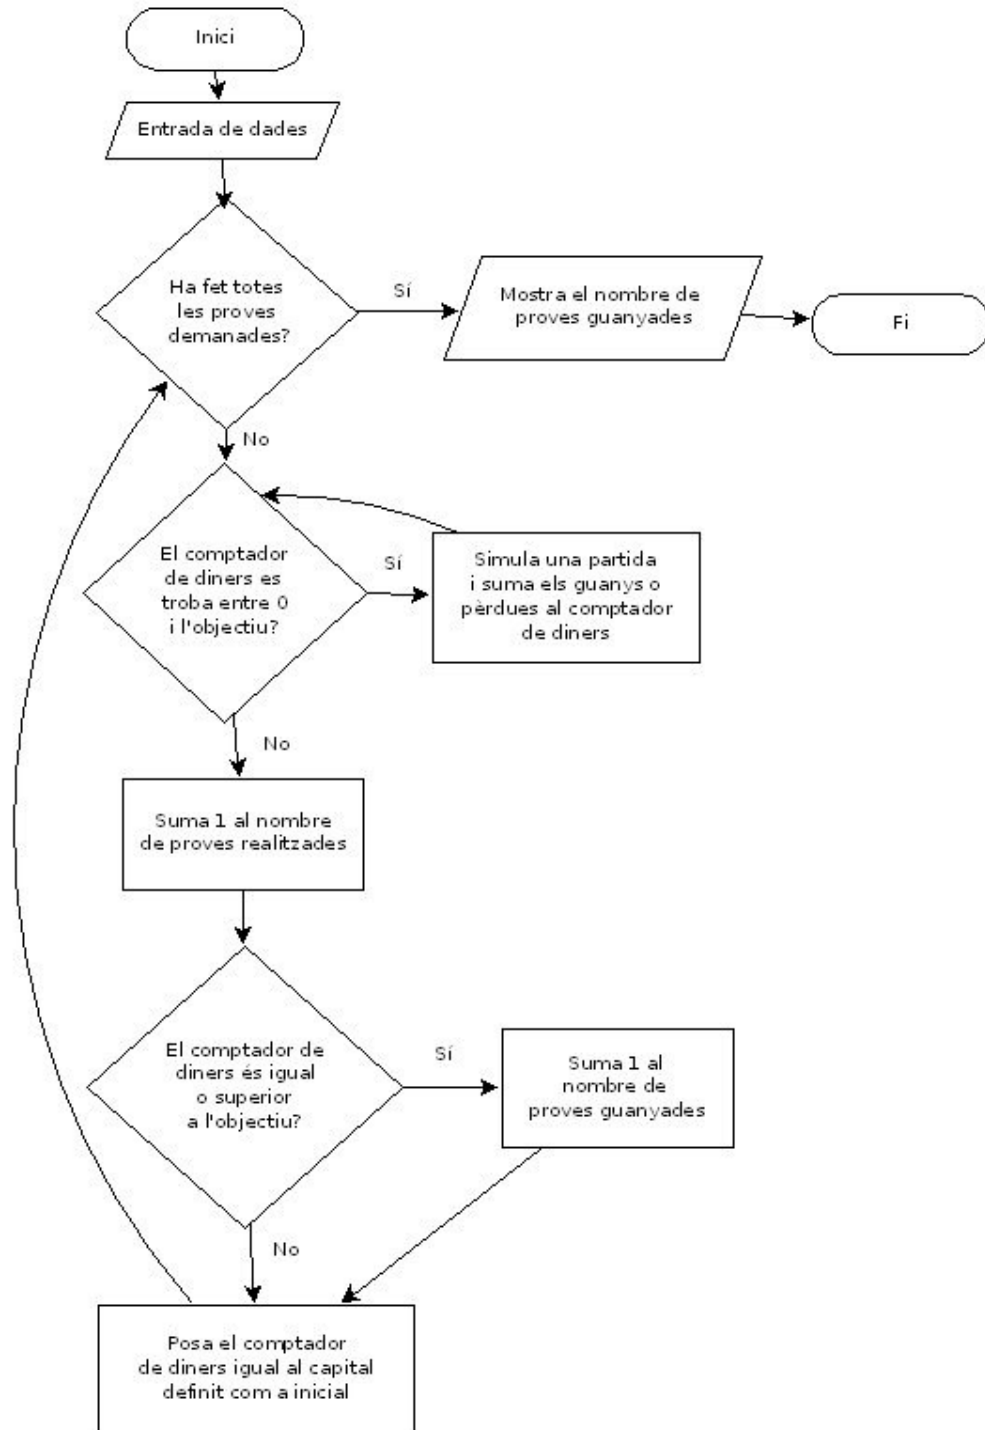 Inici
Entrada de dades
Ha fet totes
les proves
demanades?
Sí
Mostra el nombre de
proves guanyades
Fi
No
El comptador
de diners es
troba entre 0
i l'objectiu?
Sí
Simula una partida
i suma els guanys o
pèrdues al comptador
de diners
No
Suma 1 al nombre
de proves realitzades
El comptador de
diners és igual
o superior
a l'objectiu?
Sí
Suma 1 al
nombre de
proves guanyades
No
Posa el comptador
de diners igual al capital
definit com a inicial